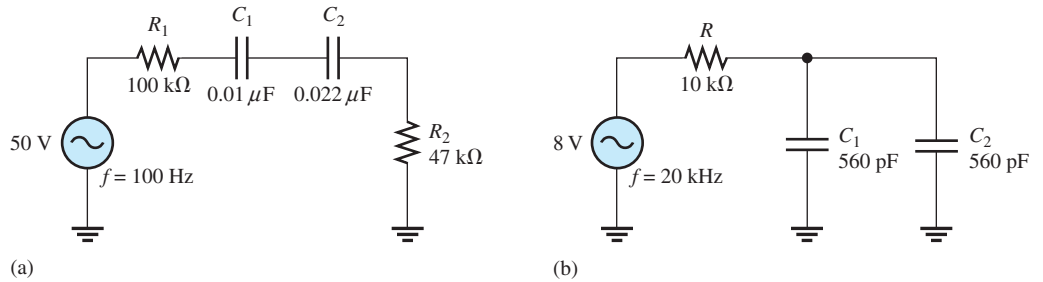 R1
C1
C2
100 kΩ
0.01 μF
0.022 μF
50 V
f = 100 Hz
R2
47 kΩ
(a)
R
10 kΩ
8 V
f = 20 kHz
C1
560 pF
C2
560 pF
(b)